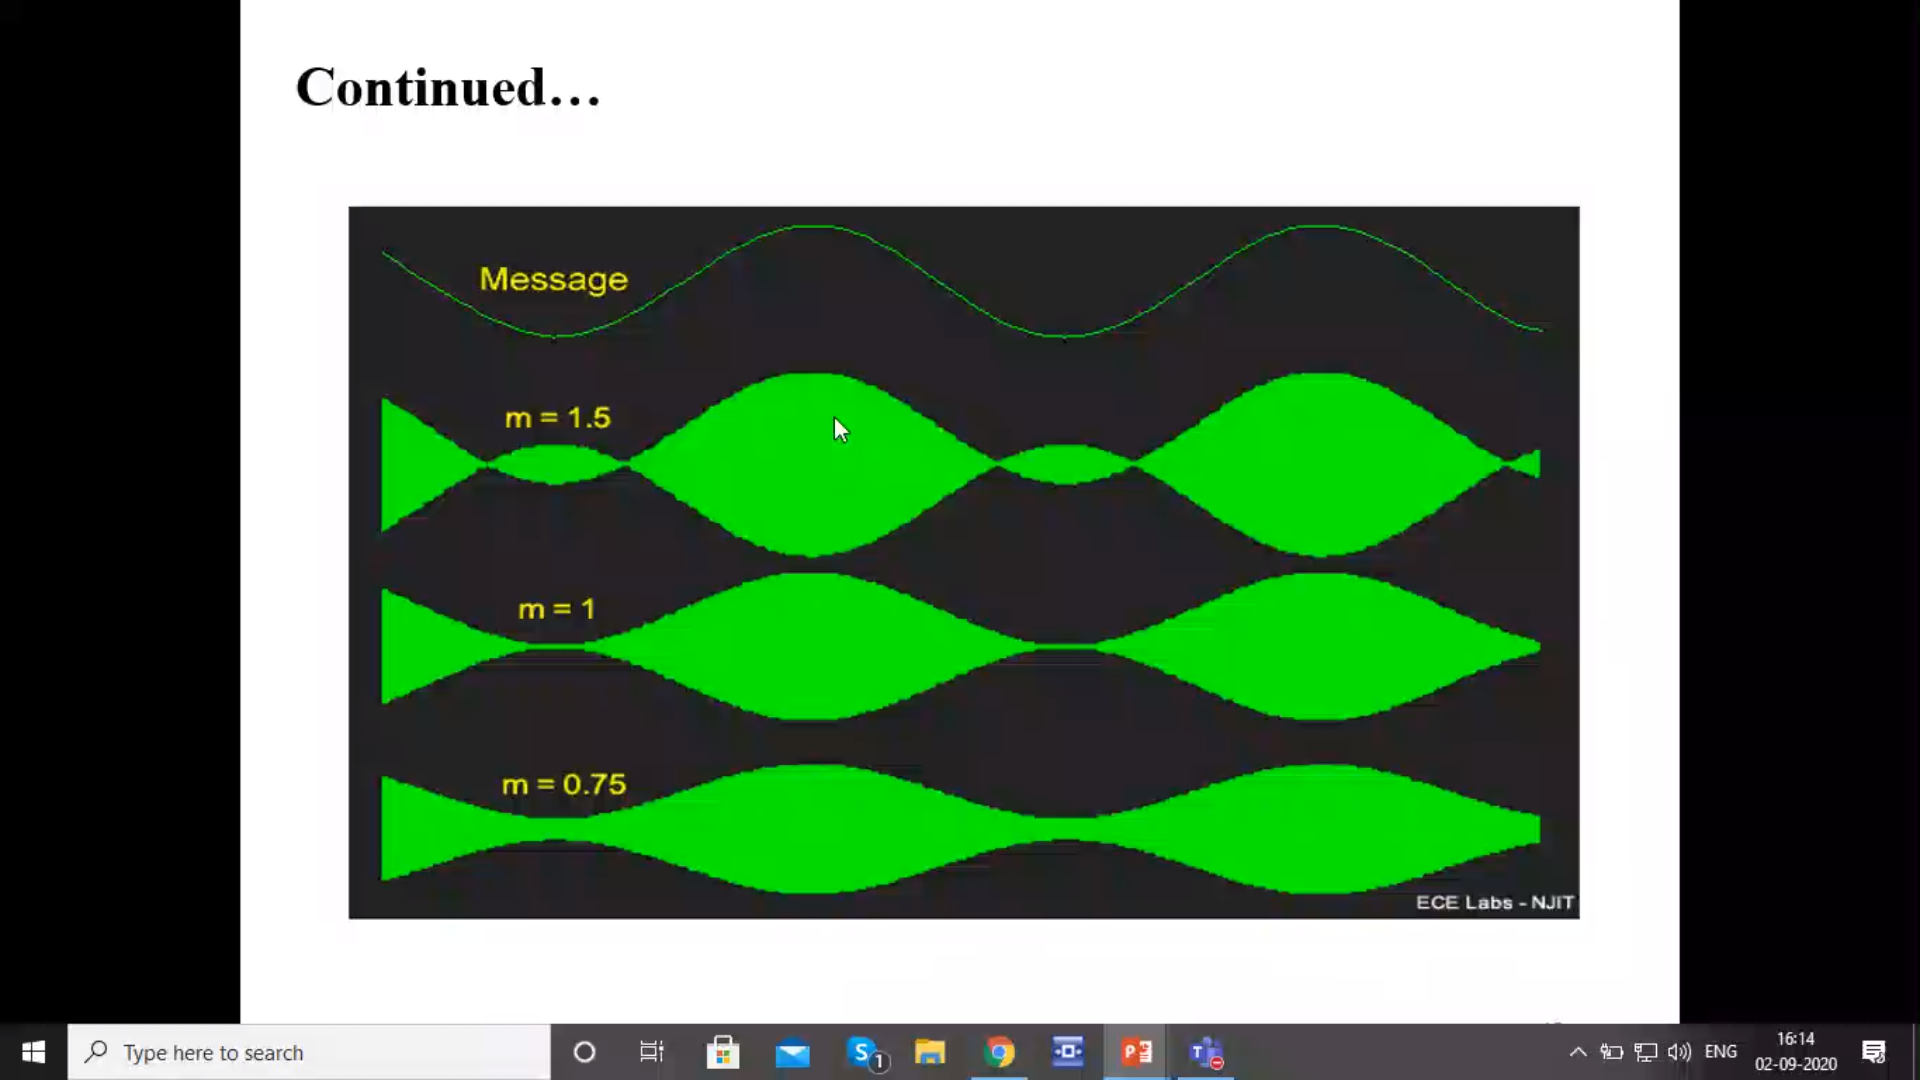 Continued...
Message
m = 1.5
m = 1
m = 0.75
ECE Labs - NJIT
Type here to search
S 1
P
T
ENG
16:14
02-09-2020